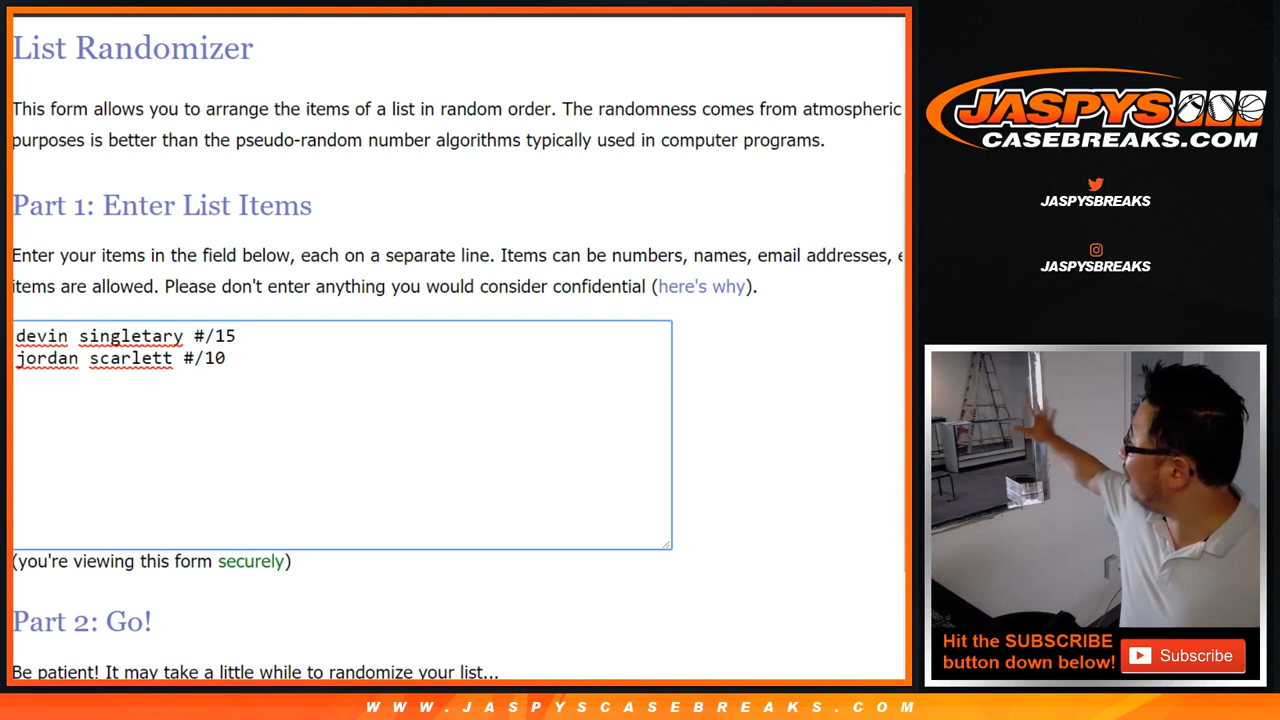 List Randomizer
This form allows you to arrange the items of a list in random order. The randomness comes from atmospheric
purposes is better than the pseudo-random number algorithms typically used in computer programs.
Part 1: Enter List Items
Enter your items in the field below, each on a separate line. Items can be numbers, names, email addresses, e
items are allowed. Please don't enter anything you would consider confidential (here's why).
devin singletary #/15
jordan scarlett #/10
(you're viewing this form securely)
Part 2: Go!
Be patient! It may take a little while to randomize your list...
JASPYS
CASEBREAKS.COM
JASPYSBREAKS
JASPYSBREAKS
Hit the SUBSCRIBE
button down below!
Subscribe
WWW.JASPYSCASEBREAKS.COM